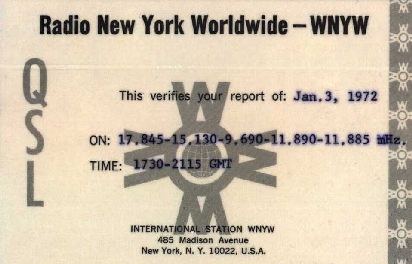 Radio New York Worldwide – WNYW
QSL
This verifies your report of: Jan.3, 1972
ON: 17,845-15,130-9,690-11,890-11,885 mHz.
TIME: 1730-2115 GMT
INTERNATIONAL STATION WNYW
485 Madison Avenue
New York, N. Y. 10022, U.S.A.